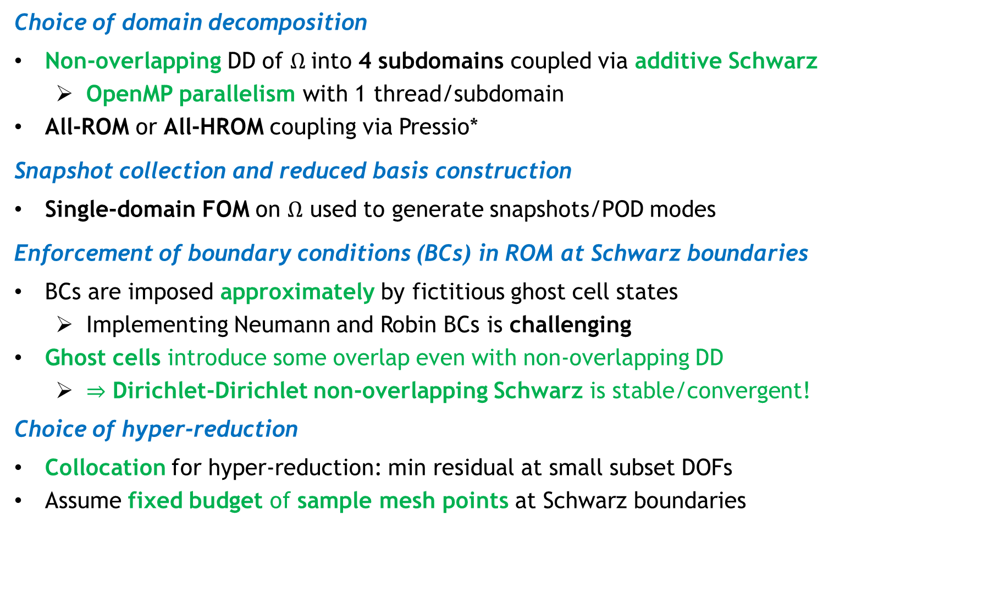 Choice of domain decomposition
• Non-overlapping DD of Ω into 4 subdomains coupled via additive Schwarz
➢ OpenMP parallelism with 1 thread/subdomain
• All-ROM or All-HROM coupling via Pressio*
Snapshot collection and reduced basis construction
• Single-domain FOM on Ω used to generate snapshots/POD modes
Enforcement of boundary conditions (BCs) in ROM at Schwarz boundaries
• BCs are imposed approximately by fictitious ghost cell states
➢ Implementing Neumann and Robin BCs is challenging
• Ghost cells introduce some overlap even with non-overlapping DD
➢ ⇒ Dirichlet-Dirichlet non-overlapping Schwarz is stable/convergent!
Choice of hyper-reduction
• Collocation for hyper-reduction: min residual at small subset DOFs
• Assume fixed budget of sample mesh points at Schwarz boundaries